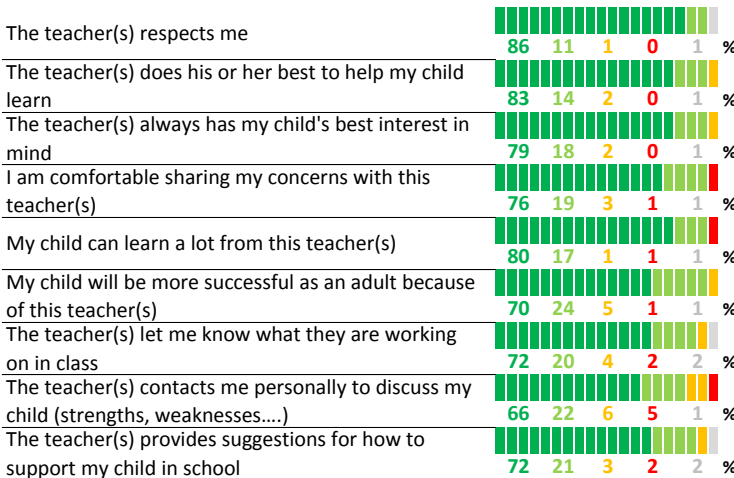 The teacher(s) respects me
86 11 1 0 1 %
The teacher(s) does his or her best to help my child
learn
83 14 2 0 1 %
The teacher(s) always has my child's best interest in
mind
79 18 2 0 1 %
I am comfortable sharing my concerns with this
teacher(s)
76 19 3 1 1 %
My child can learn a lot from this teacher(s)
80 17 1 1 1 %
My child will be more successful as an adult because
of this teacher(s)
70 24 5 1 1 %
The teacher(s) let me know what they are working
on in class
72 20 4 2 2 %
The teacher(s) contacts me personally to discuss my
child (strengths, weaknesses....)
66 22 6 5 1 %
The teacher(s) provides suggestions for how to
support my child in school
72 21 3 2 2 %